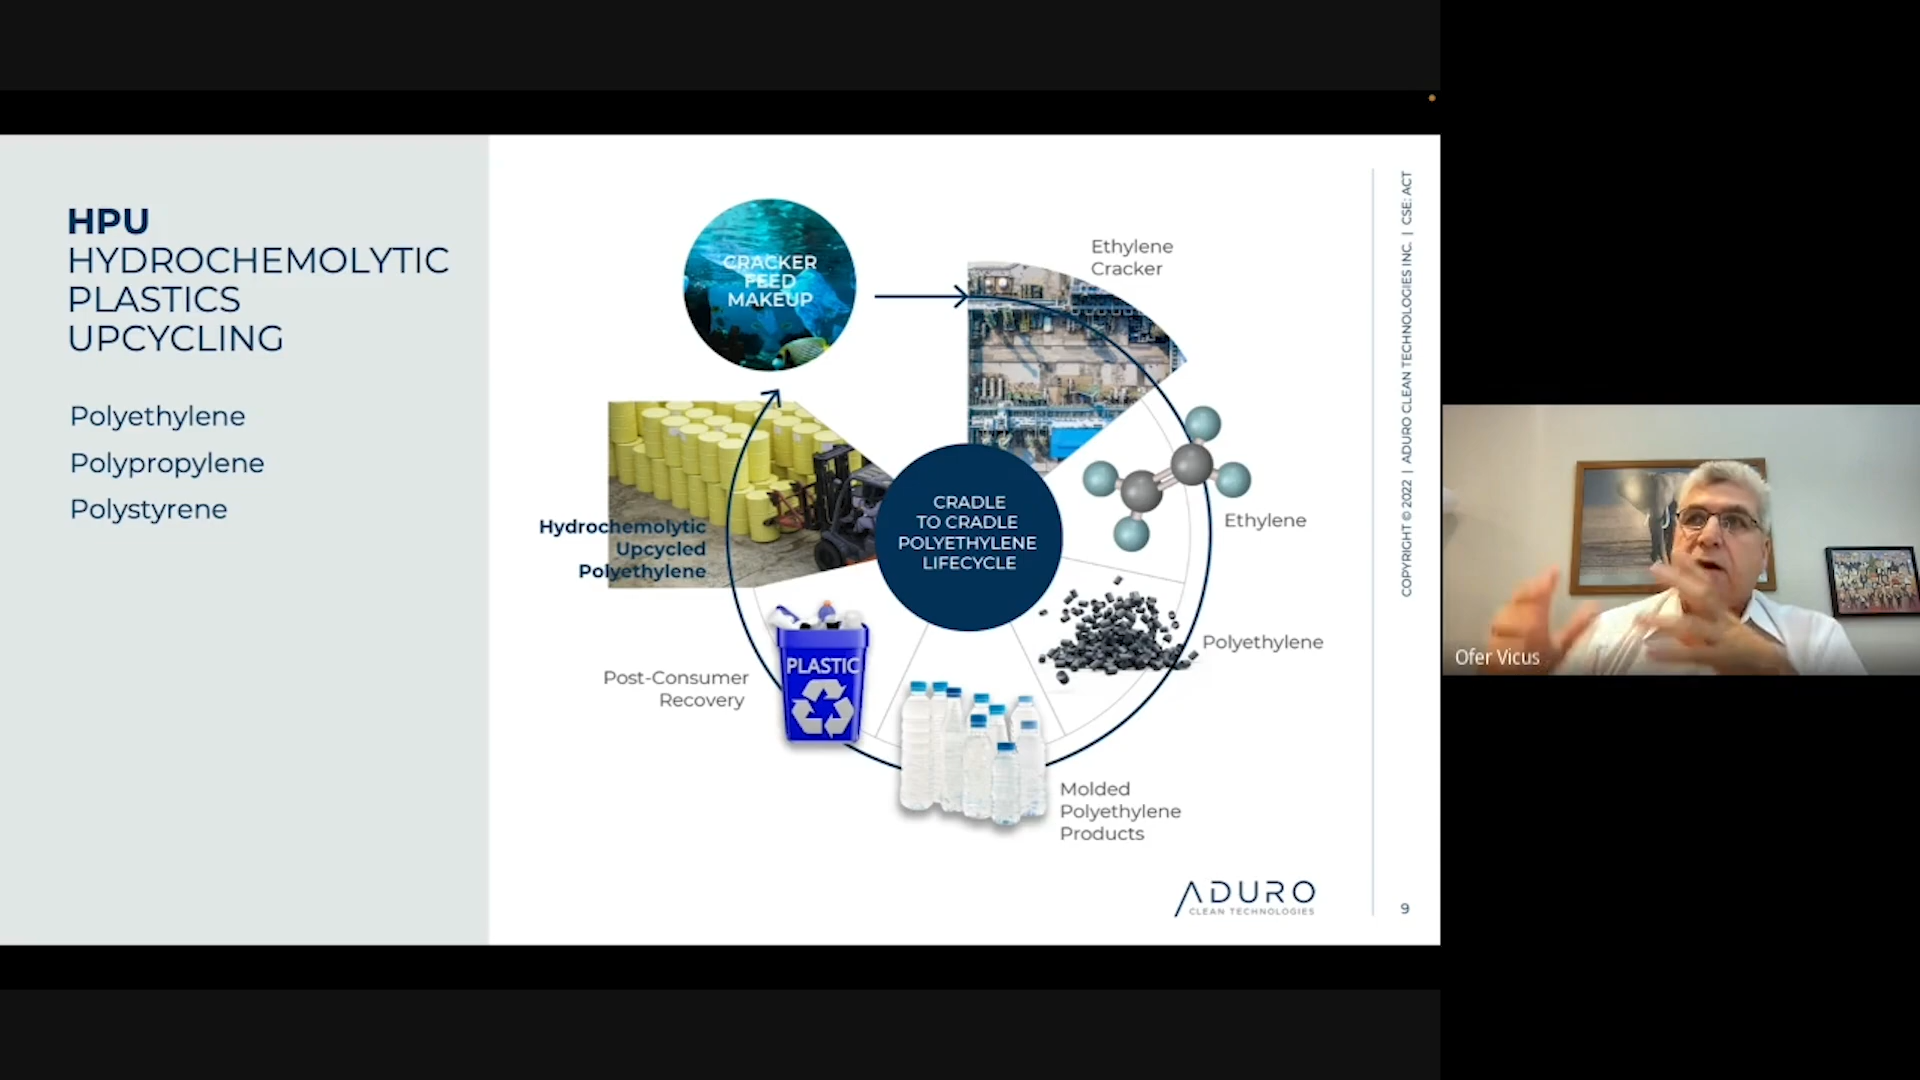 HPU
HYDROCHEMOLYTIC
PLASTICS
UPCYCLING
Polyethylene
Polypropylene
Polystyrene
CRACKER
FEED
MAKEUP
Ethylene
Cracker
Ethylene
Polyethylene
Molded
Polyethylene
Products
PLASTIC
Post-Consumer
Recovery
Hydrochemolytic
Upcycled
Polyethylene
CRADLE
TO CRADLE
POLYETHYLENE
LIFECYCLE
ADURO
CLEAN TECHNOLOGIES
COPYRIGHT © 2022 | ADURO CLEAN TECHNOLOGIES INC. | CSE: ACT
9
Ofer Vicus